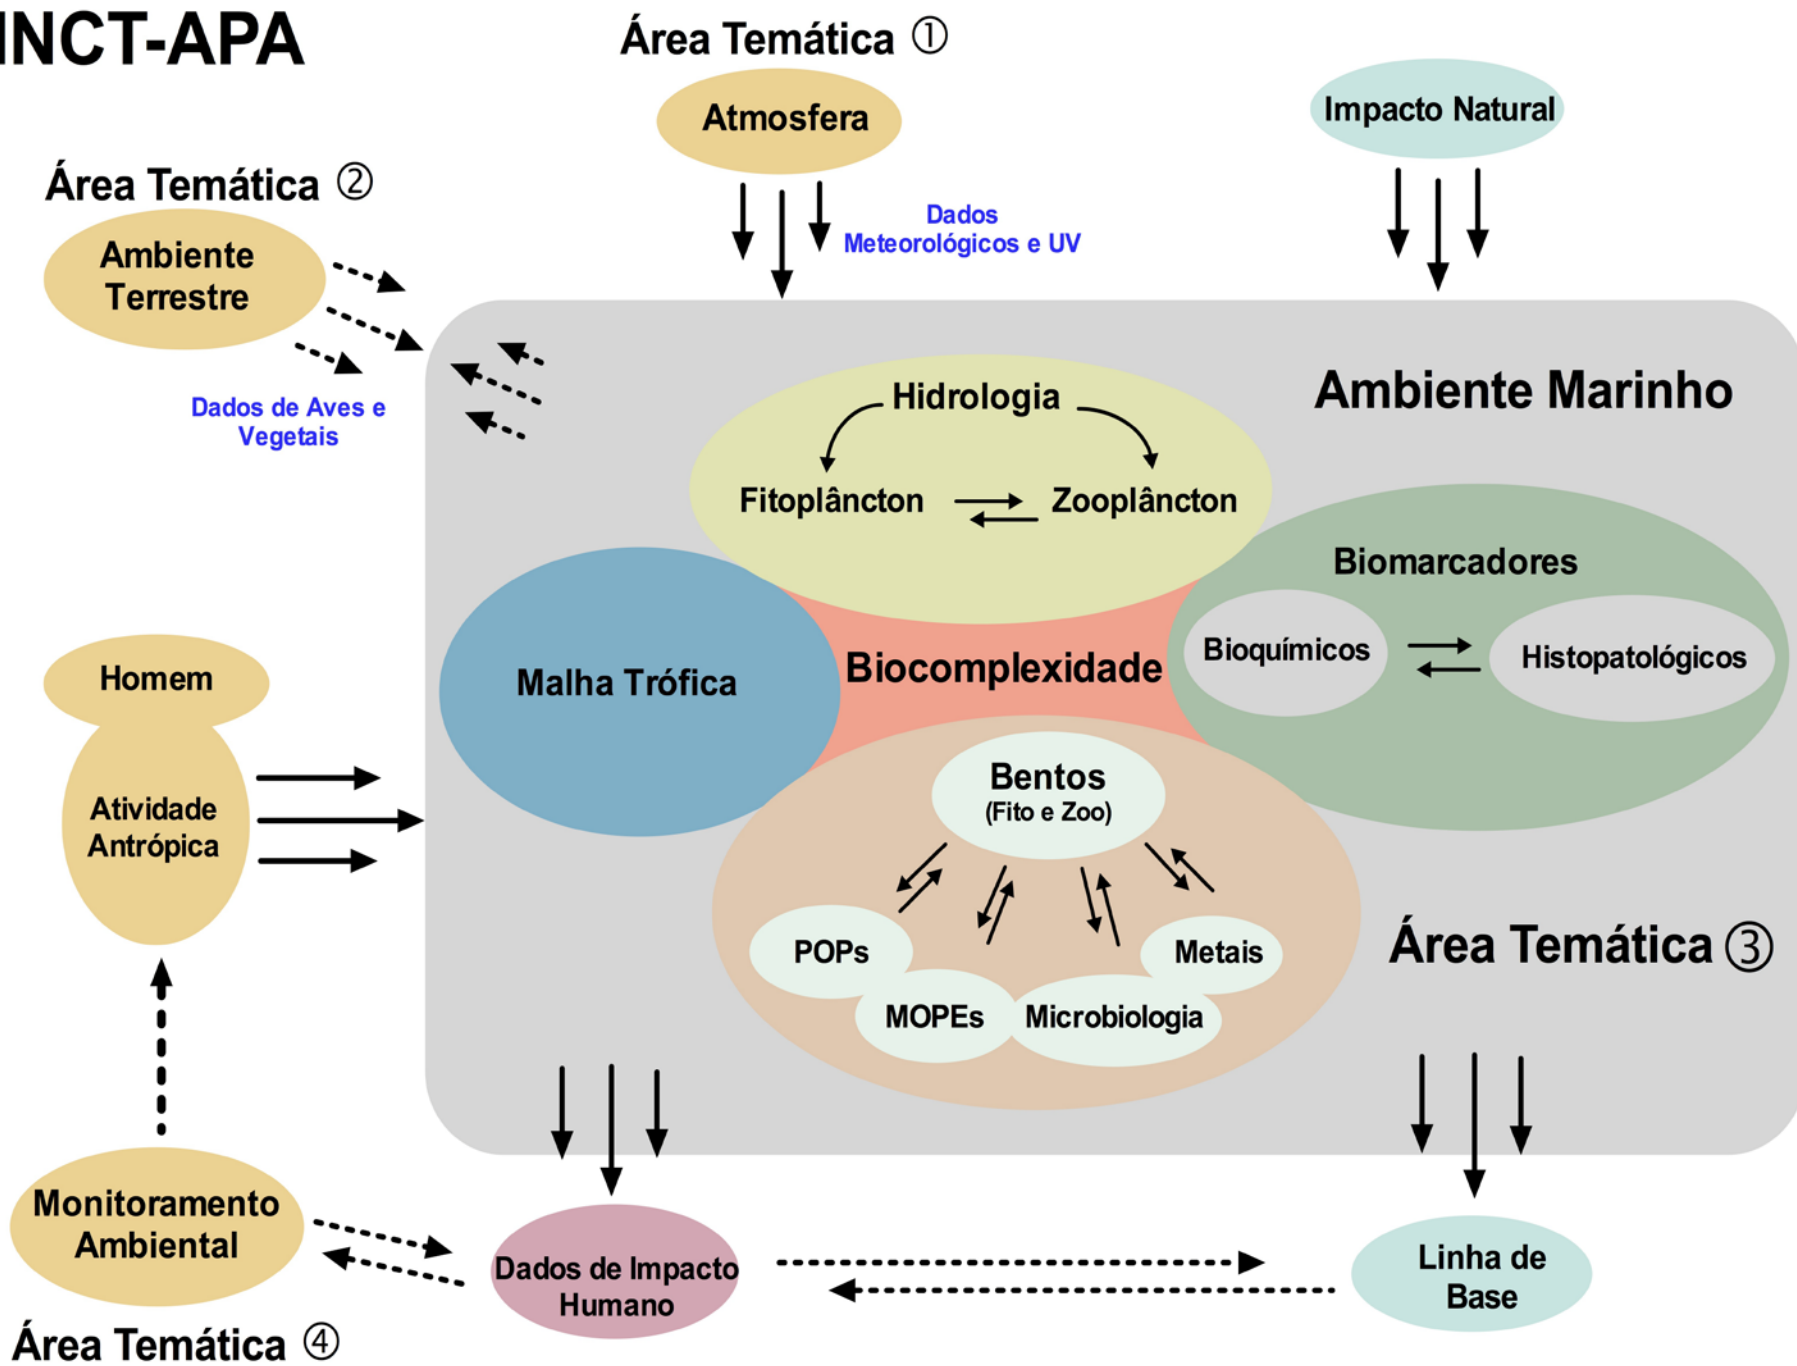 INCT-APA
Área Temática ①
Atmosfera
Impacto Natural
Área Temática ②
Ambiente
Terrestre
Dados
Meteorológicos e UV
Dados de Aves e
Vegetais
Ambiente Marinho
Hidrologia
Fitoplâncton
Zooplâncton
Biomarcadores
Bioquímicos
Histopatológicos
Malha Trófica
Biocomplexidade
Homem
Atividade
Antrópica
Bentos
(Fito e Zoo)
POPs
Metais
MOPEs
Microbiologia
Área Temática ③
Monitoramento
Ambiental
Dados de Impacto
Humano
Linha de
Base
Área Temática ④